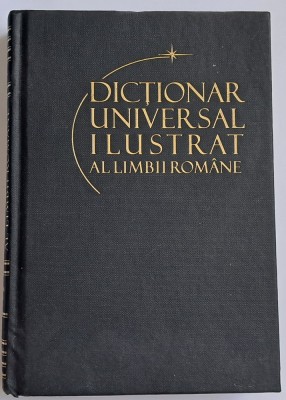 DICȚIONAR
UNIVERSAL
ILUSTRAT
AL LIMBII ROMÂNE